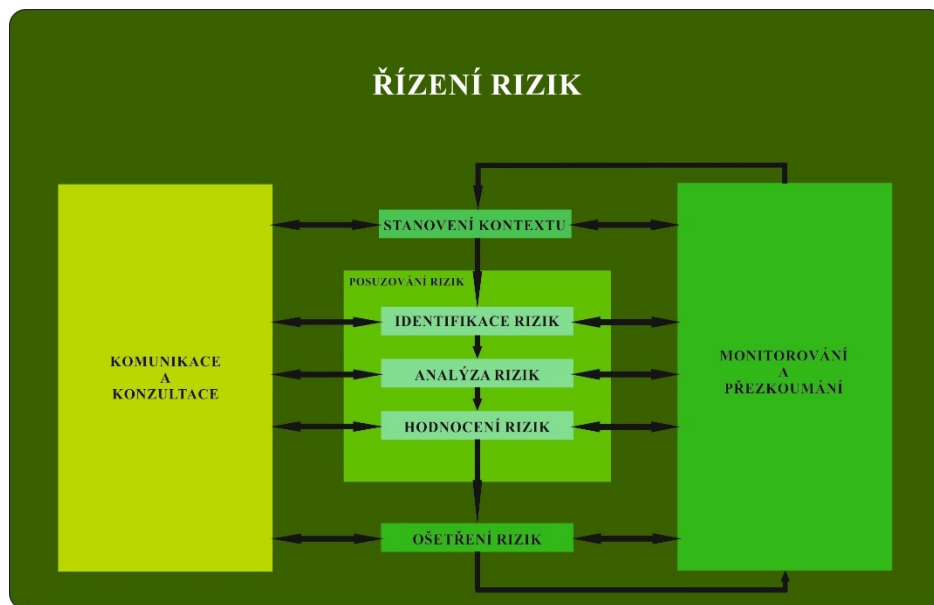 ŘÍZENÍ RIZIK
STANOVENÍ KONTEXTU
POSUZOVÁNÍ RIZIK
IDENTIFIKACE RIZIK
ANALÝZA RIZIK
HODNOCENÍ RIZIK
OŠETŘENÍ RIZIK
KOMUNIKACE
A
KONZULTACE
MONITOROVÁNÍ
A
PŘEZKOUMÁNÍ